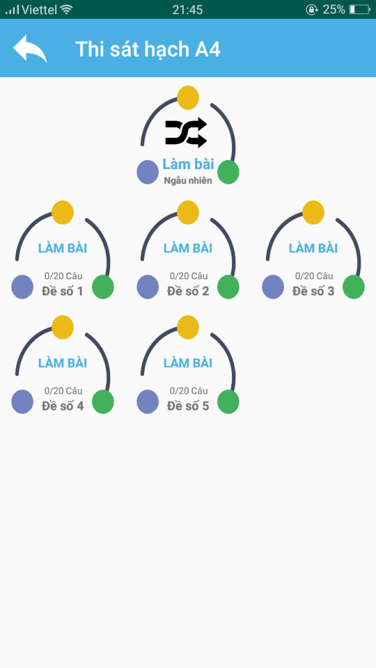 Viettel 21:45 25%
Thi sát hạch A4
Làm bài
Ngẫu nhiên
LÀM BÀI LÀM BÀI LÀM BÀI
0/20 Câu 0/20 Câu 0/20 Câu
Đề số 1 Đề số 2 Đề số 3
LÀM BÀI LÀM BÀI
0/20 Câu 0/20 Câu
Đề số 4 Đề số 5